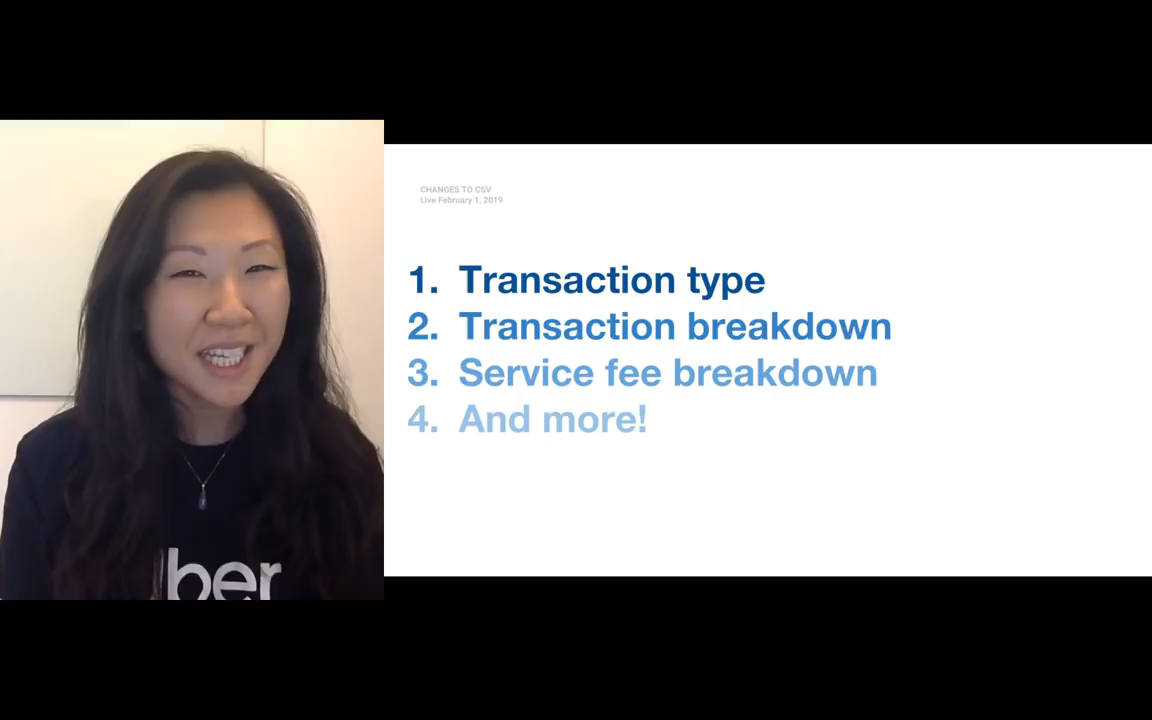 CHANGES TO CSV
Live February 1, 2019
1. Transaction type
2. Transaction breakdown
3. Service fee breakdown
4. And more!
ber